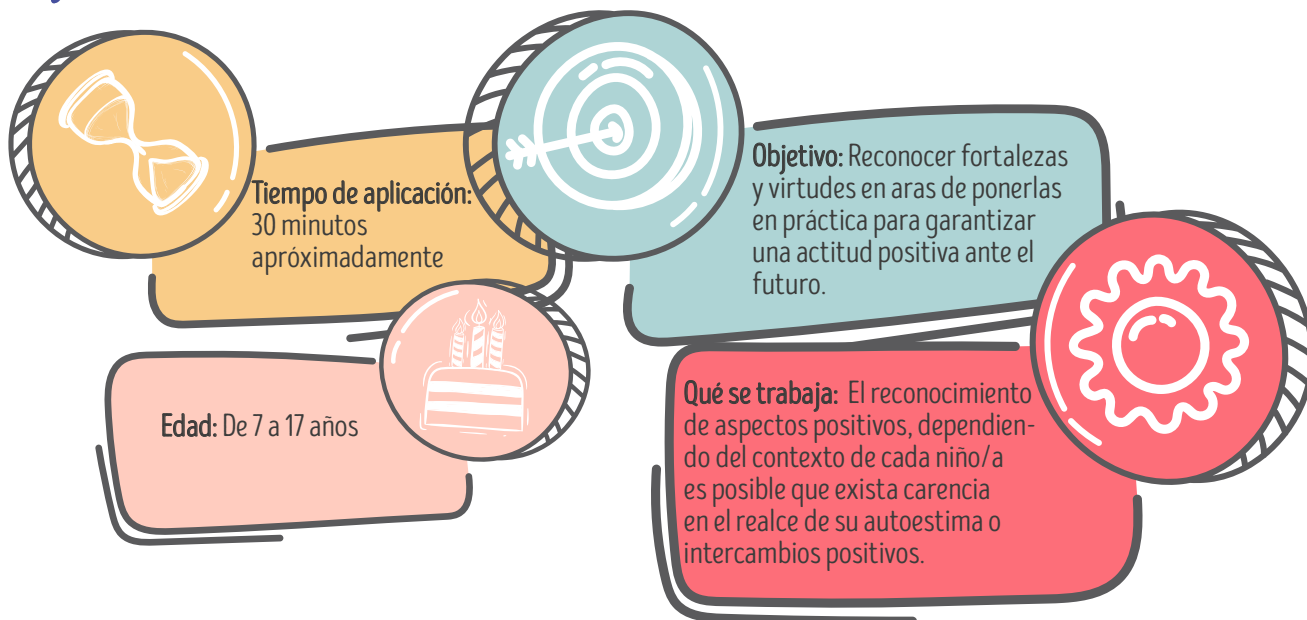 Tiempo de aplicación:
30 minutos
apróximadamente
Objetivo: Reconocer fortalezas
y virtudes en aras de ponerlas
en práctica para garantizar
una actitud positiva ante el
futuro.
Edad: De 7 a 17 años
Qué se trabaja: El reconocimiento
de aspectos positivos, dependien-
do del contexto de cada niño/a
es posible que exista carencia
en el realce de su autoestima o
intercambios positivos.